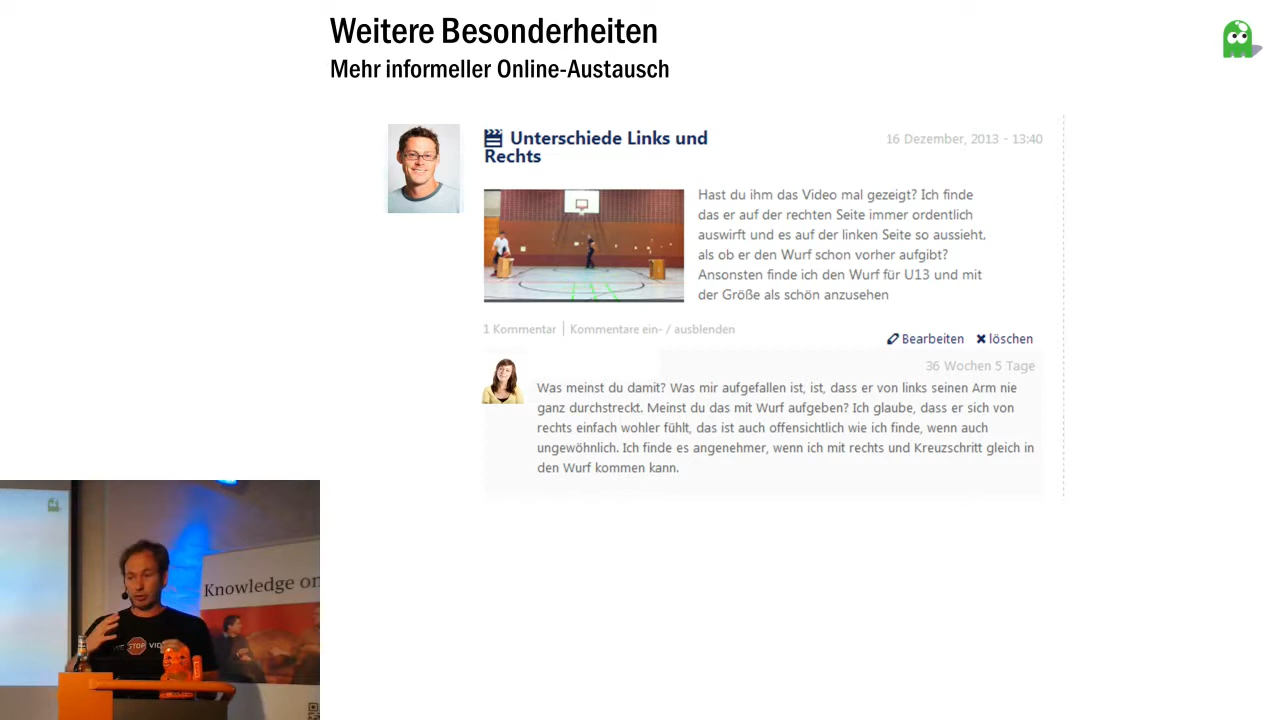 Weitere Besonderheiten
Mehr informeller Online-Austausch
Unterschiede Links und
Rechts
16 Dezember, 2013 - 13:40
Hast du ihm das Video mal gezeigt? Ich finde
das er auf der rechten Seite immer ordentlich
auswirft und es auf der linken Seite so aussieht,
als ob er den Wurf schon vorher aufgibt?
Ansonsten finde ich den Wurf für U13 und mit
der Größe als schön anzusehen
1 Kommentar | Kommentare ein- / ausblenden
Bearbeiten löschen
36 Wochen 5 Tage
Was meinst du damit? Was mir aufgefallen ist, ist, dass er von links seinen Arm nie
ganz durchstreckt. Meinst du das mit Wurf aufgeben? Ich glaube, dass er sich von
rechts einfach wohler fühlt, das ist auch offensichtlich wie ich finde, wenn auch
ungewöhnlich. Ich finde es angenehmer, wenn ich mit rechts und Kreuzschritt gleich in
den Wurf kommen kann.
Knowledge on
STOP